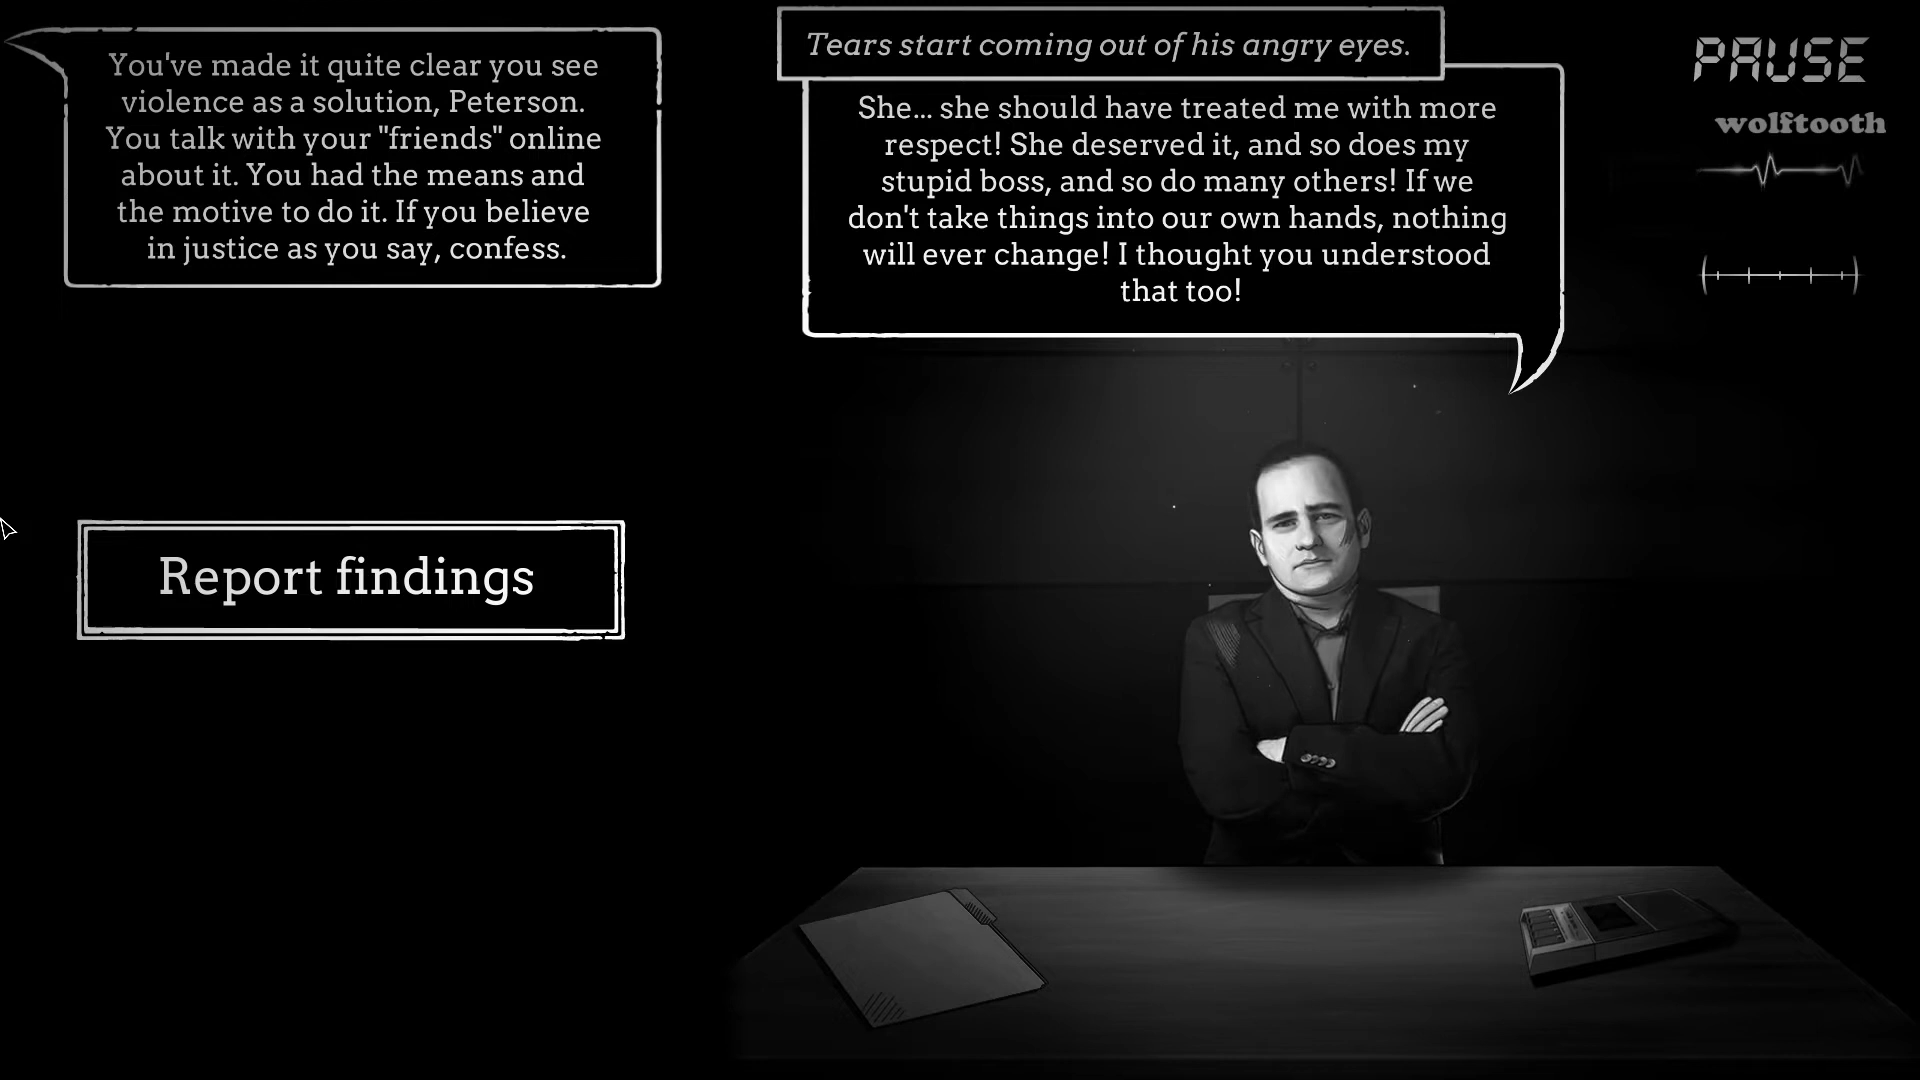 You've made it quite clear you see
violence as a solution, Peterson.
You talk with your "friends" online
about it. You had the means and
the motive to do it. If you believe
in justice as you say, confess.
Tears start coming out of his angry eyes.
She... she should have treated me with more
respect! She deserved it, and so does my
stupid boss, and so do many others! If we
don't take things into our own hands, nothing
will ever change! I thought you understood
that too!
PAUSE
wolftooth
Report findings